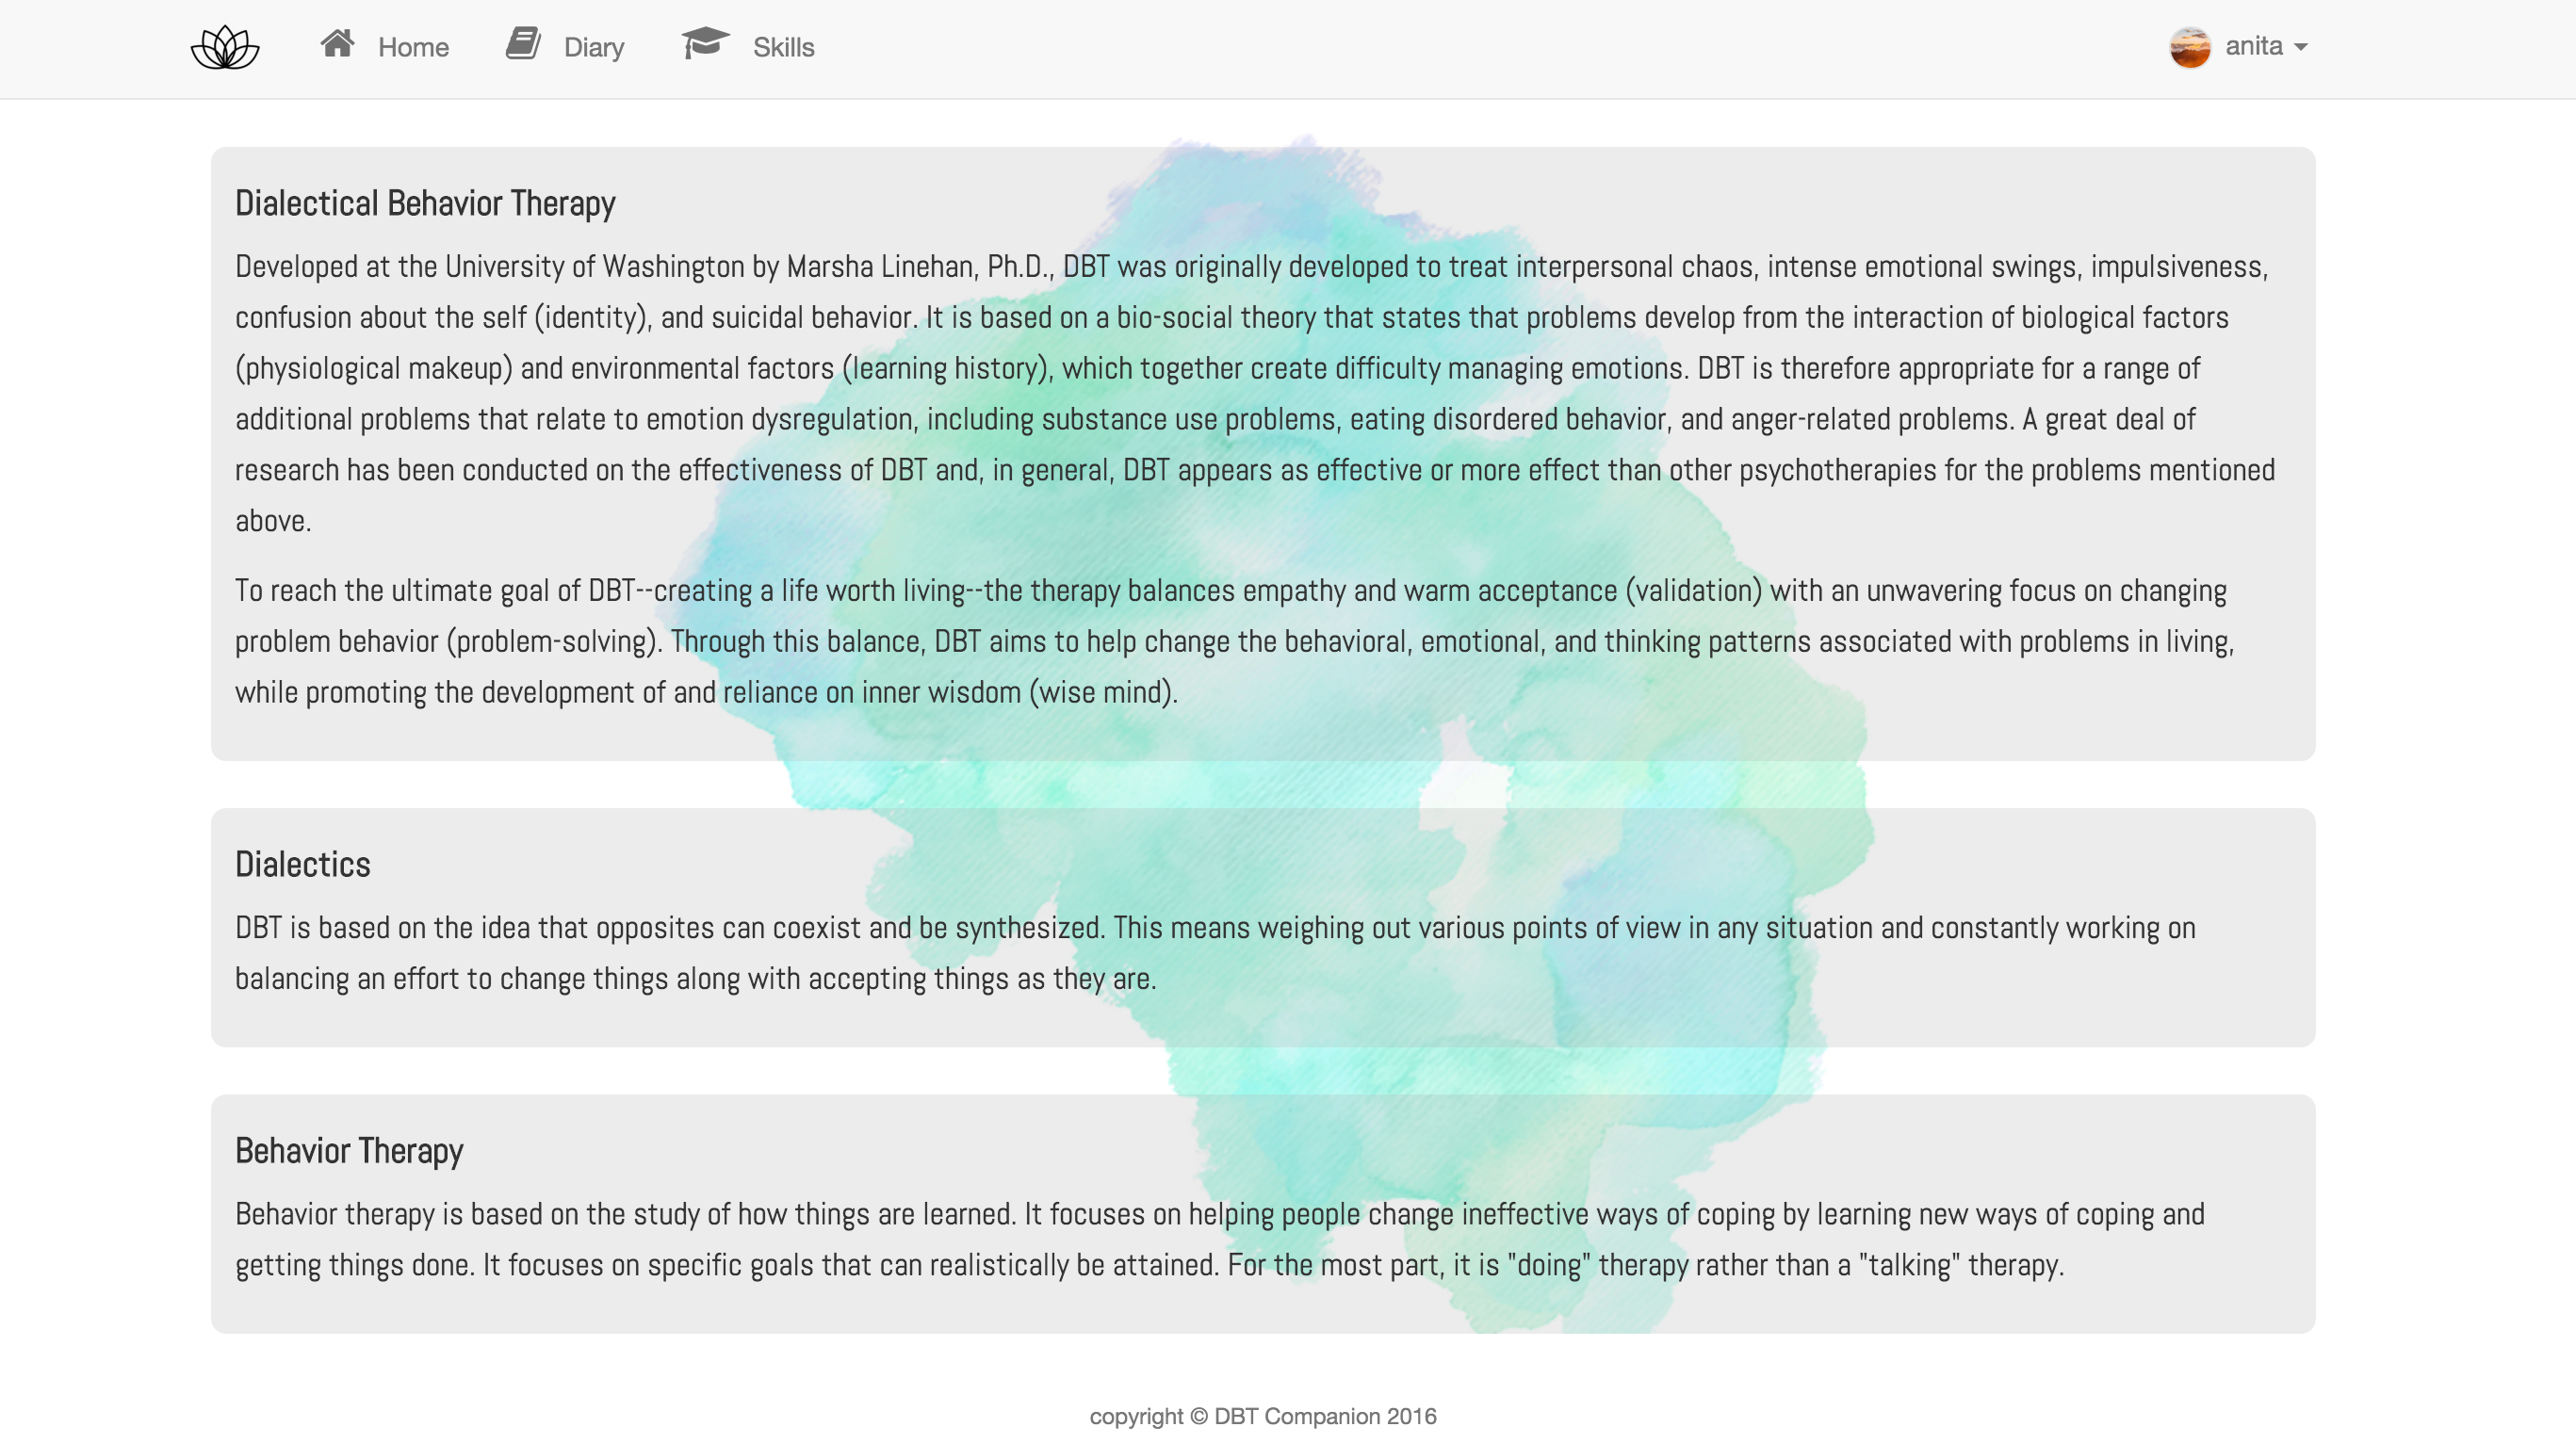 Home Diary Skills anita
Dialectical Behavior Therapy
Developed at the University of Washington by Marsha Linehan, Ph.D., DBT was originally developed to treat interpersonal chaos, intense emotional swings, impulsiveness,
confusion about the self (identity), and suicidal behavior. It is based on a bio-social theory that states that problems develop from the interaction of biological factors
(physiological makeup) and environmental factors (learning history), which together create difficulty managing emotions. DBT is therefore appropriate for a range of
additional problems that relate to emotion dysregulation, including substance use problems, eating disordered behavior, and anger-related problems. A great deal of
research has been conducted on the effectiveness of DBT and, in general, DBT appears as effective or more effect than other psychotherapies for the problems mentioned
above.
To reach the ultimate goal of DBT--creating a life worth living--the therapy balances empathy and warm acceptance (validation) with an unwavering focus on changing
problem behavior (problem-solving). Through this balance, DBT aims to help change the behavioral, emotional, and thinking patterns associated with problems in living,
while promoting the development of and reliance on inner wisdom (wise mind).
Dialectics
DBT is based on the idea that opposites can coexist and be synthesized. This means weighing out various points of view in any situation and constantly working on
balancing an effort to change things along with accepting things as they are.
Behavior Therapy
Behavior therapy is based on the study of how things are learned. It focuses on helping people change ineffective ways of coping by learning new ways of coping and
getting things done. It focuses on specific goals that can realistically be attained. For the most part, it is "doing" therapy rather than a "talking" therapy.
copyright © DBT Companion 2016